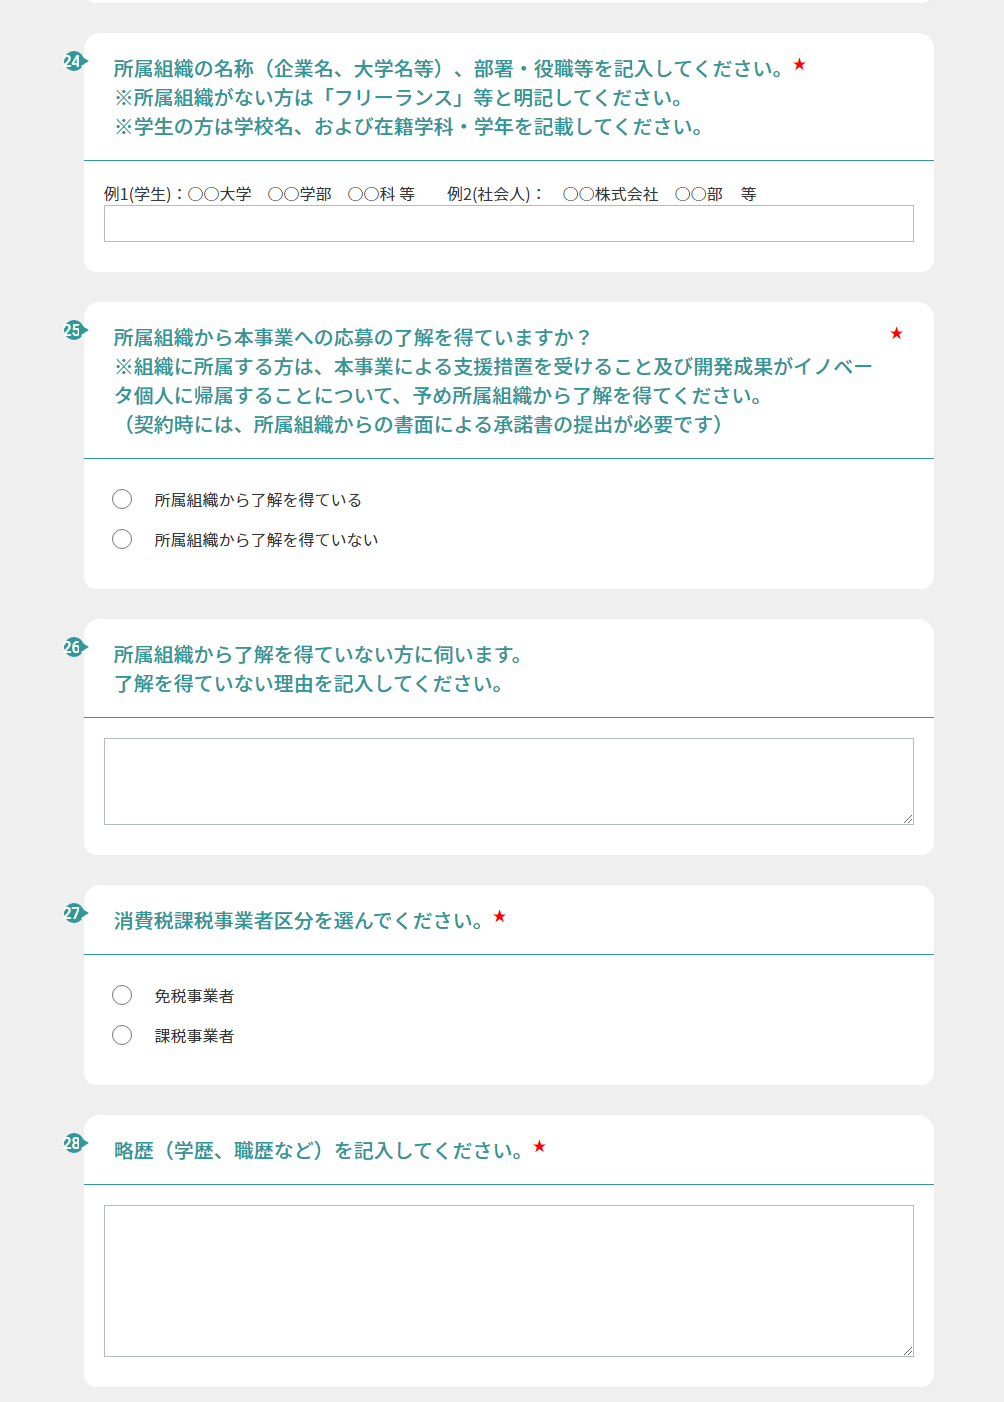 24
所属組織の名称（企業名、大学名等）、部署・役職等を記入してください。★
※所属組織がない方は「フリーランス」等と明記してください。
※学生の方は学校名、および在籍学科・学年を記載してください。
例1(学生)：○○大学　○○学部　○○科 等　　例2(社会人)：　○○株式会社　○○部　等
25
所属組織から本事業への応募の了解を得ていますか？ ★
※組織に所属する方は、本事業による支援措置を受けること及び開発成果がイノベー
タ個人に帰属することについて、予め所属組織から了解を得てください。
（契約時には、所属組織からの書面による承諾書の提出が必要です）
所属組織から了解を得ている
所属組織から了解を得ていない
26
所属組織から了解を得ていない方に伺います。
了解を得ていない理由を記入してください。
27
消費税課税事業者区分を選んでください。★
免税事業者
課税事業者
28
略歴（学歴、職歴など）を記入してください。★